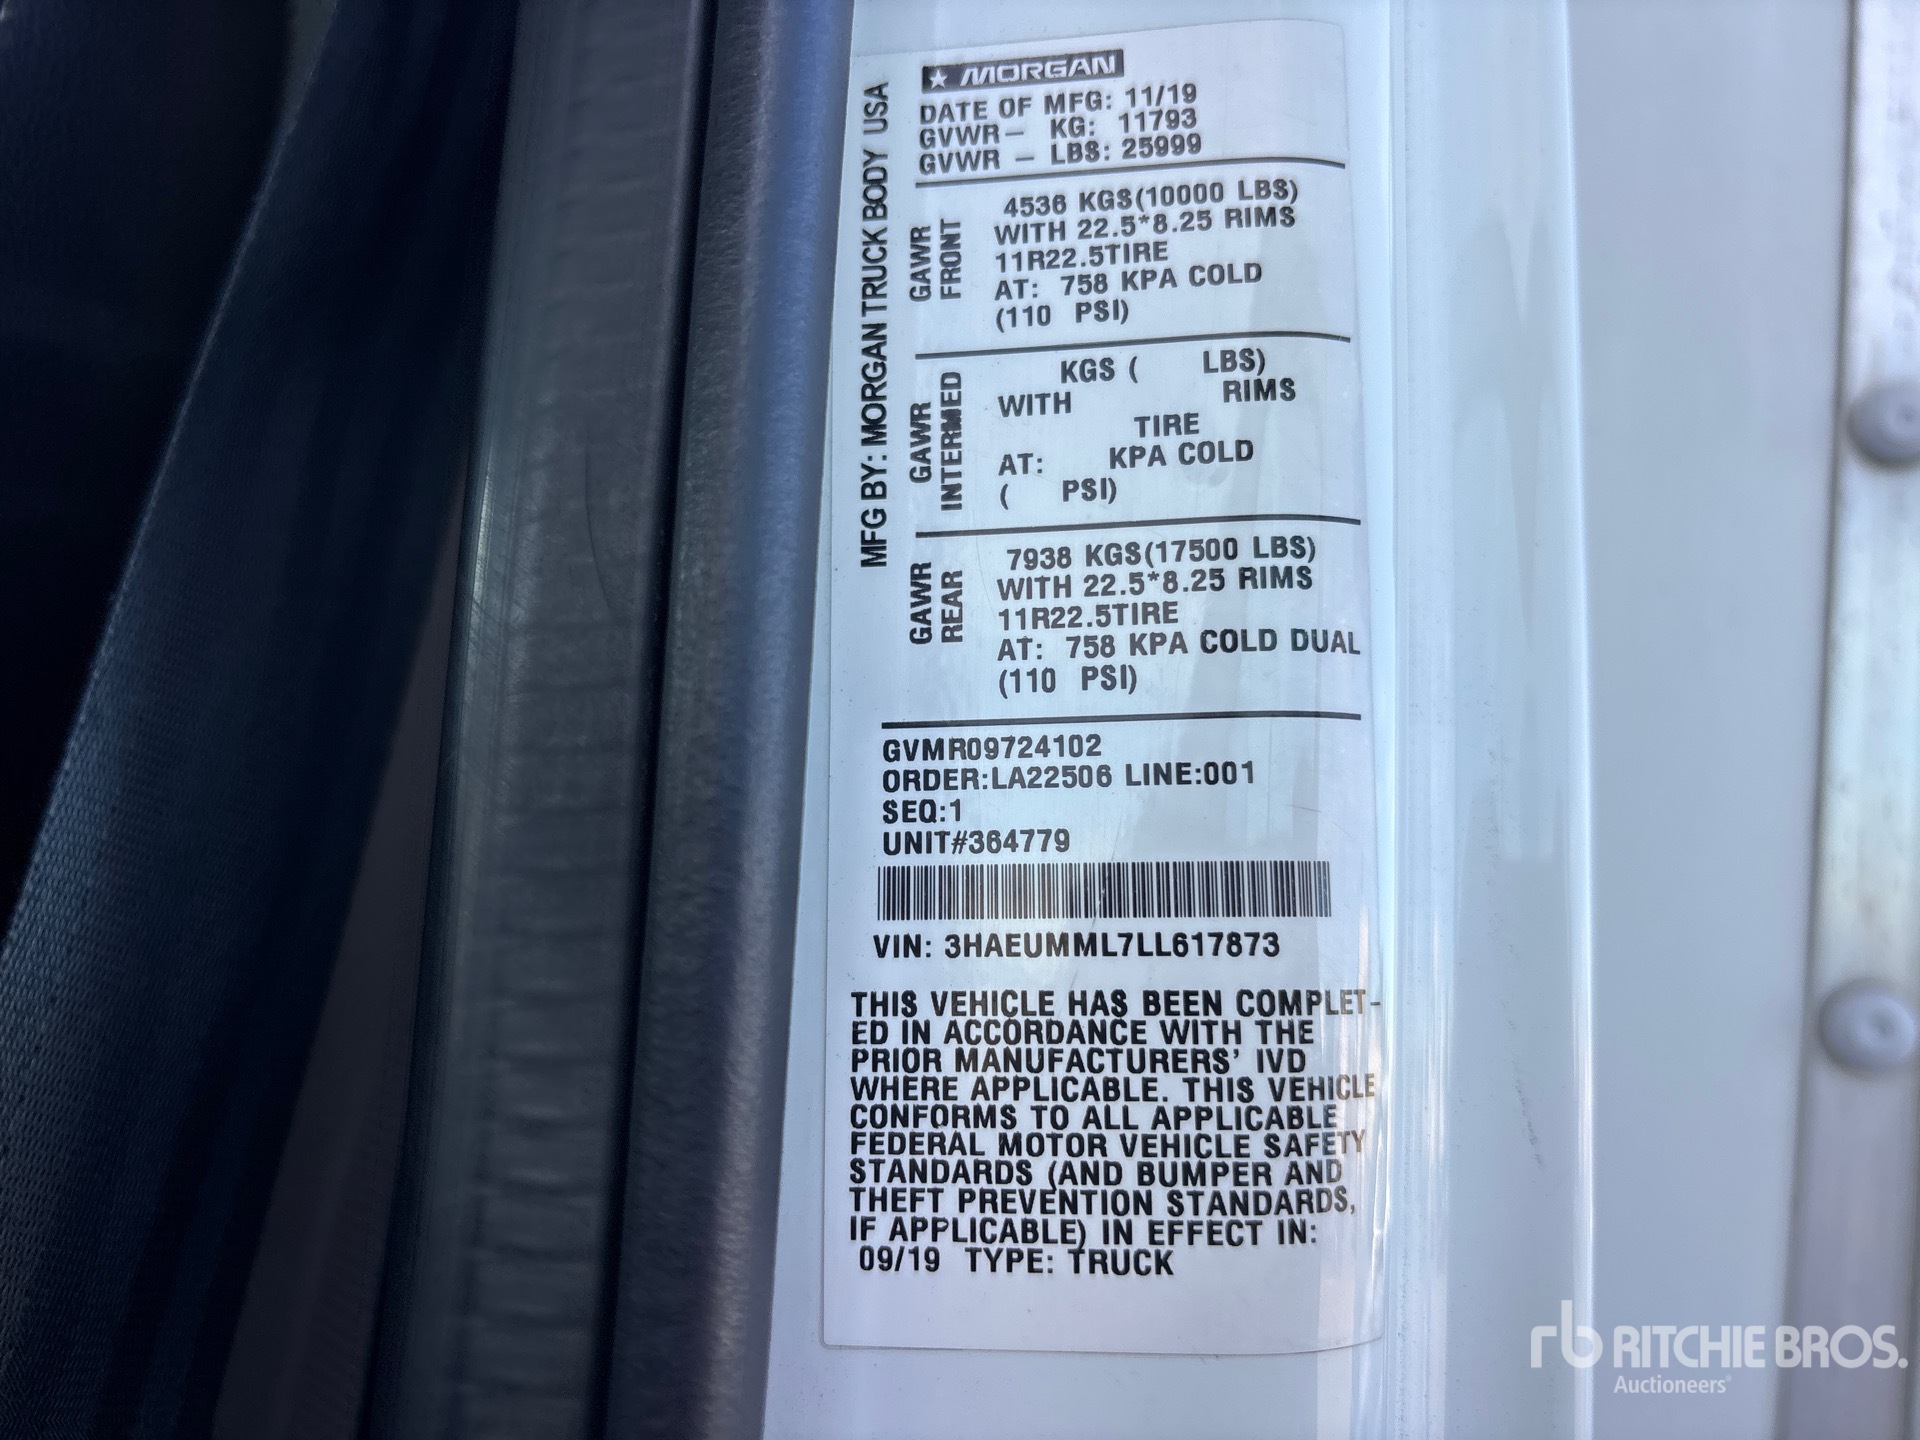 MORGAN
DATE OF MFG: 11/19
GVWR- KG: 11793
GVWR - LBS: 25999
MFG BY: MORGAN TRUCK BODY USA
GAWR
FRONT
4536 KGS(10000 LBS)
WITH 22.5*8.25 RIMS
11R22.5TIRE
AT: 758 KPA COLD
(110 PSI)
GAWR
INTERMED
KGS ( LBS)
WITH RIMS
TIRE
AT: KPA COLD
( PSI)
GAWR
REAR
7938 KGS(17500 LBS)
WITH 22.5*8.25 RIMS
11R22.5TIRE
AT: 758 KPA COLD DUAL
(110 PSI)
GVMR09724102
ORDER:LA22506 LINE:001
SEQ:1
UNIT#364779
VIN: 3HAEUMML7LL617873
THIS VEHICLE HAS BEEN COMPLET-
ED IN ACCORDANCE WITH THE
PRIOR MANUFACTURERS' IVD
WHERE APPLICABLE. THIS VEHICLE
CONFORMS TO ALL APPLICABLE
FEDERAL MOTOR VEHICLE SAFETY
STANDARDS (AND BUMPER AND
THEFT PREVENTION STANDARDS,
IF APPLICABLE) IN EFFECT IN:
09/19 TYPE: TRUCK
rb RITCHIE BROS.
Auctioneers